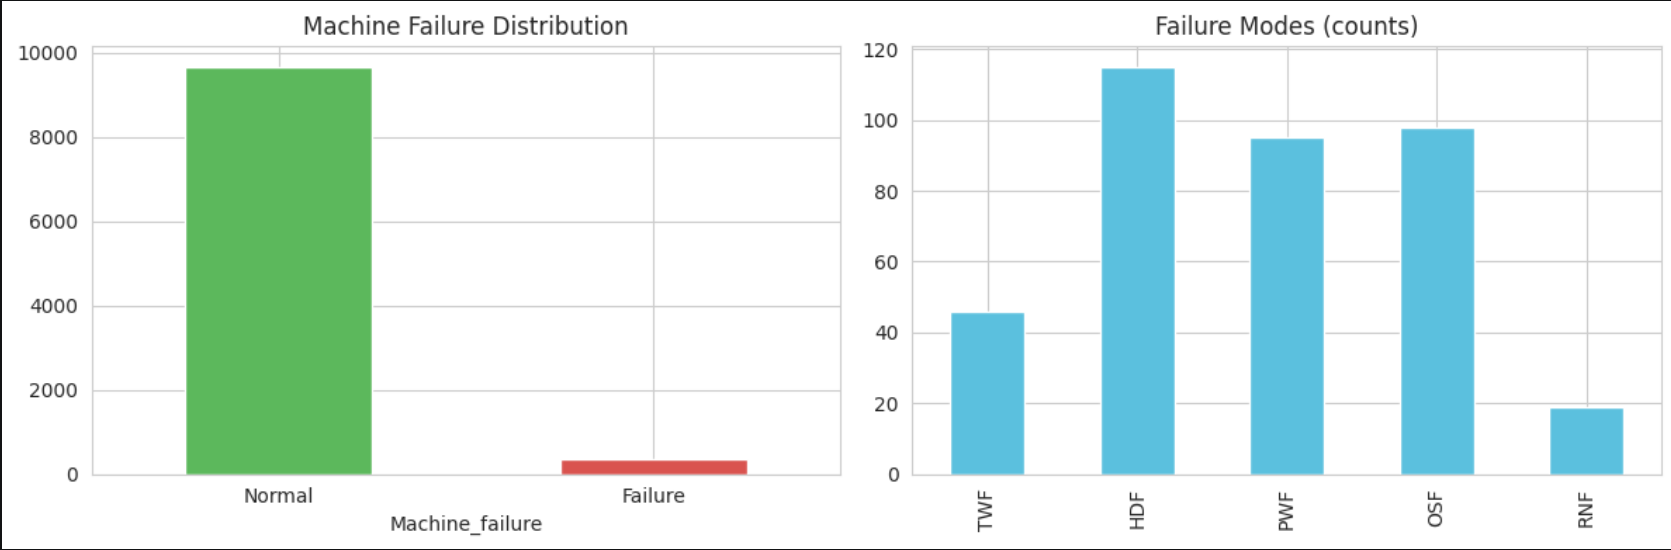 Machine Failure Distribution
10000
8000
6000
4000
2000
0
Normal Failure
Machine_failure
Failure Modes (counts)
120
100
80
60
40
20
0
TWF HDF PWF OSF RNF